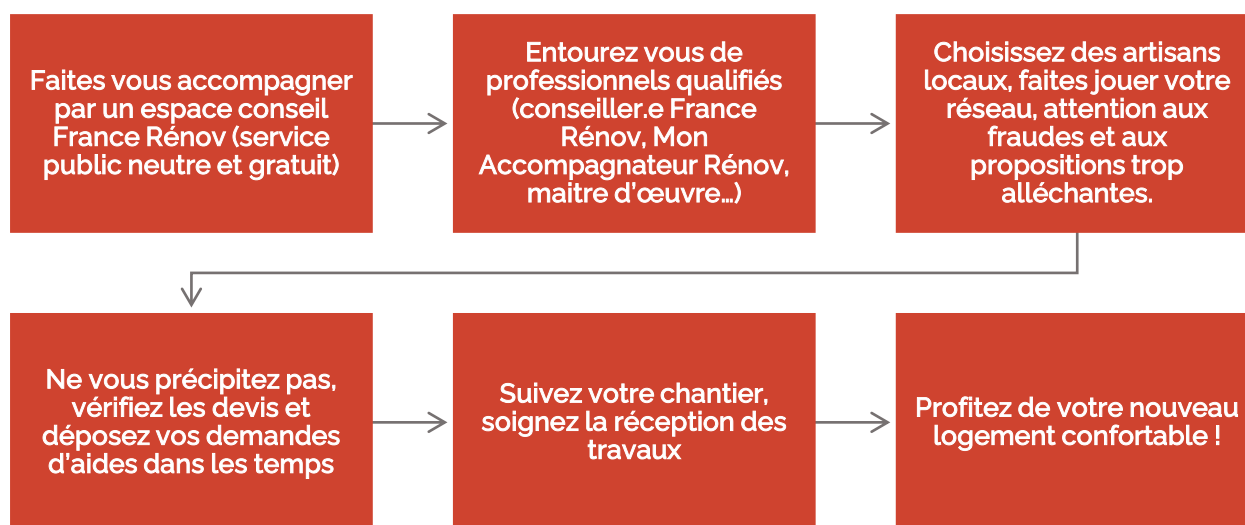 Faites vous accompagner
par un espace conseil
France Rénov (service
public neutre et gratuit)
Entourez vous de
professionnels qualifiés
(conseiller.e France
Rénov, Mon
Accompagnateur Rénov,
maitre d’œuvre…)
Choisissez des artisans
locaux, faites jouer votre
réseau, attention aux
fraudes et aux
propositions trop
alléchantes.
Ne vous précipitez pas,
vérifiez les devis et
déposez vos demandes
d’aides dans les temps
Suivez votre chantier,
soignez la réception des
travaux
Profitez de votre nouveau
logement confortable !